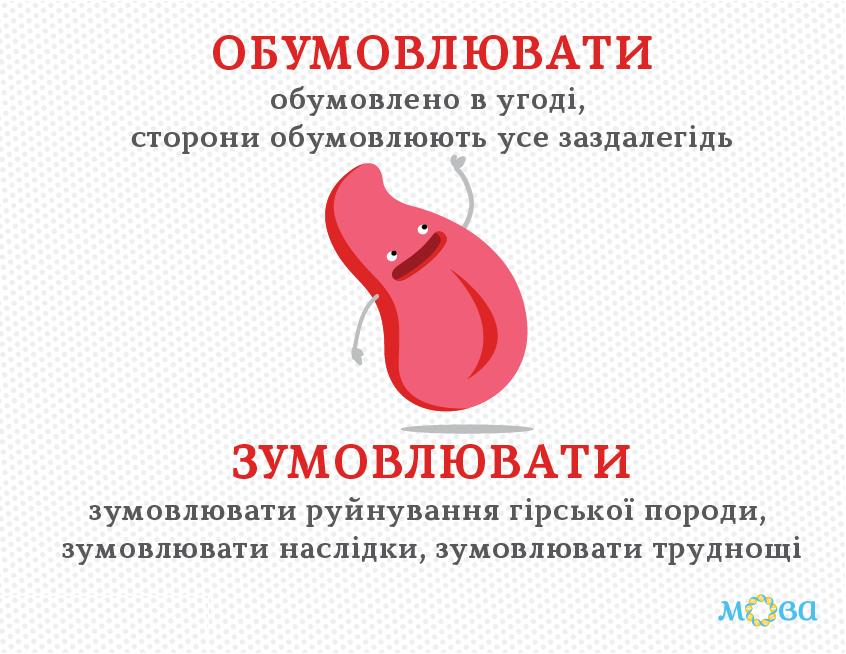 ОБУМОВЛЮВАТИ
обумовлено в угоді,
сторони обумовлюють усе заздалегідь
ЗУМОВЛЮВАТИ
зумовлювати руйнування гірської породи,
зумовлювати наслідки, зумовлювати труднощі
мова